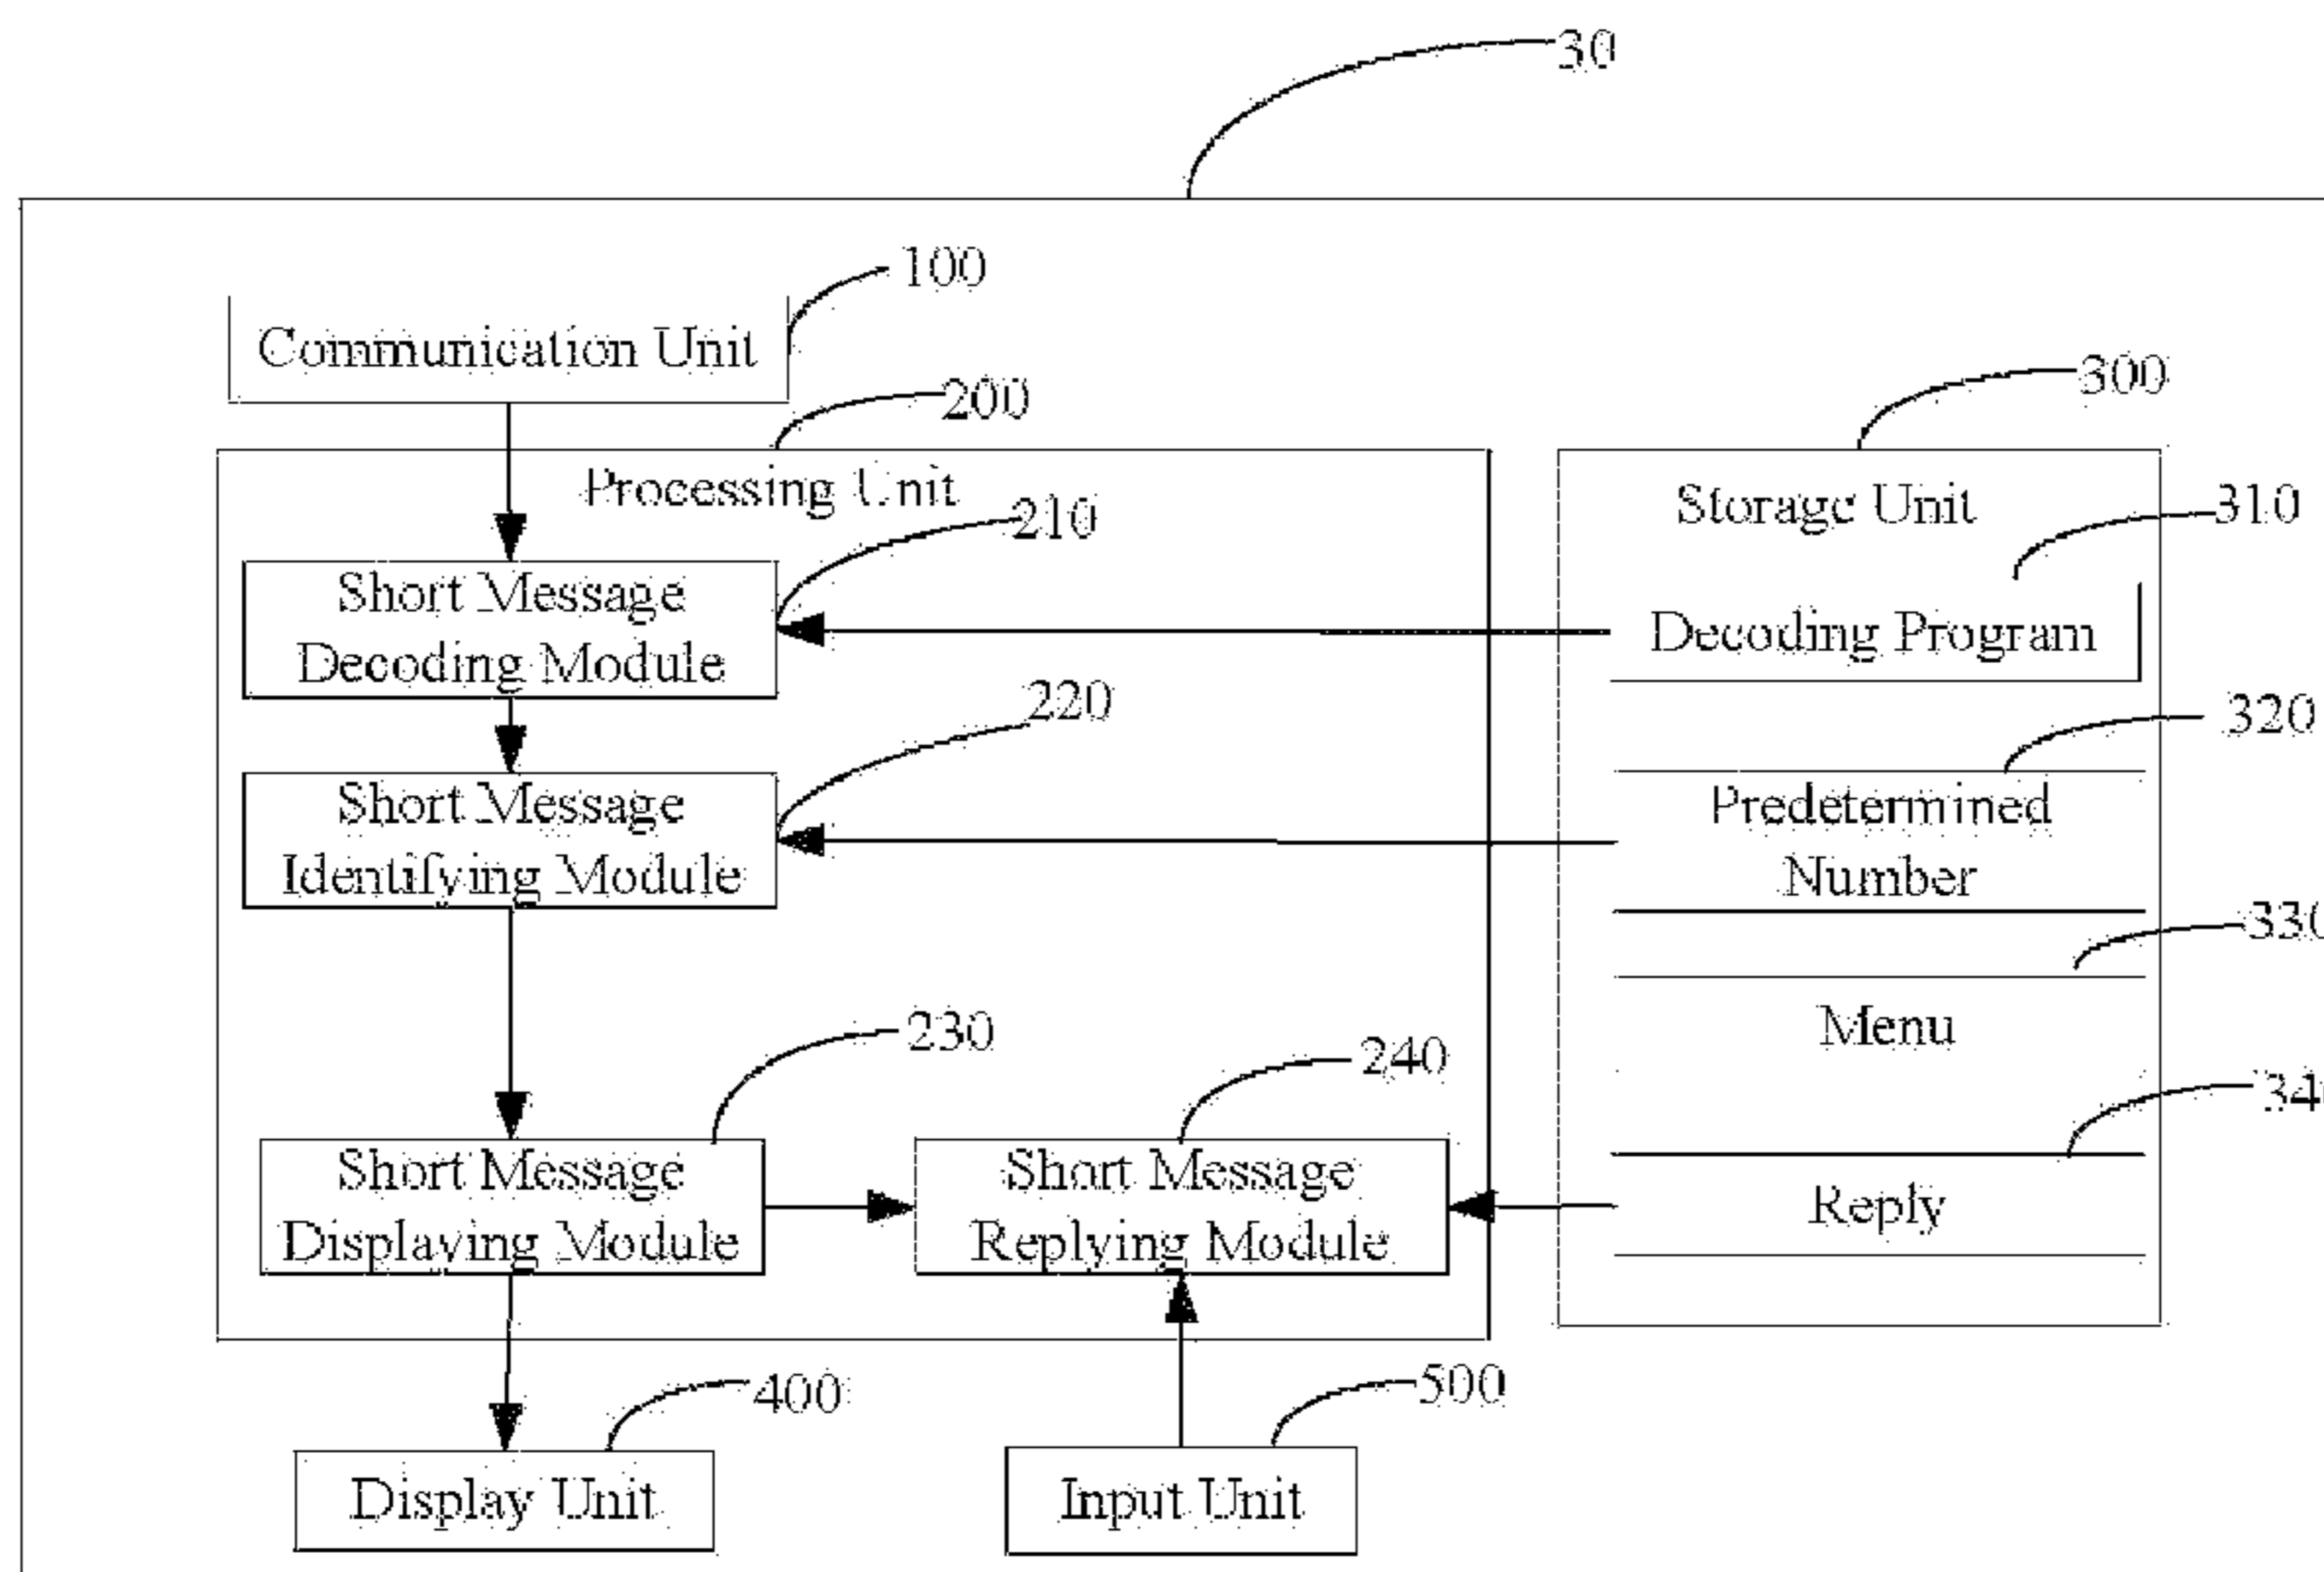 30
100
Communication Unit
200
300
Processing Unit
Storage Unit
210
310
Short Message
Decoding Module
Decoding Program
220
320
Short Message
Identifying Module
Predetermined
Number
330
Menu
230
240
34
Short Message
Displaying Module
Short Message
Replying Module
Reply
400
500
Display Unit
Input Unit